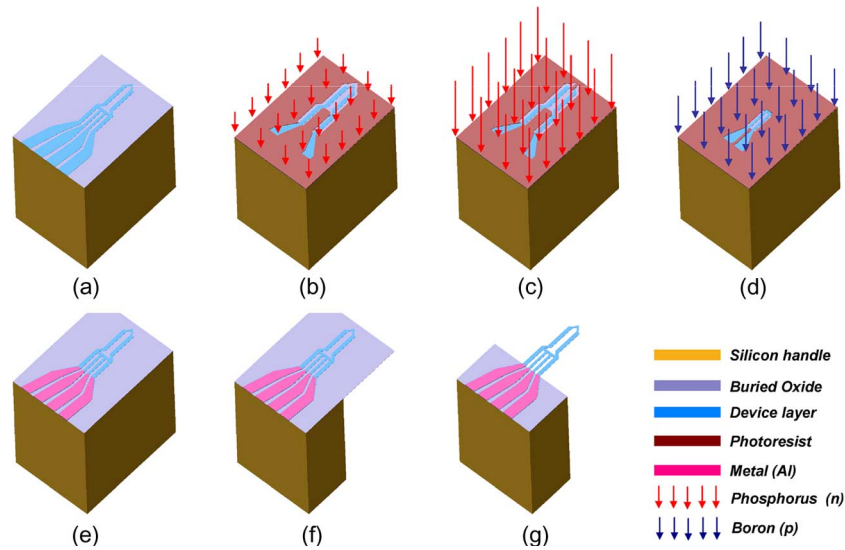 (a)
(b)
(c)
(d)
(e)
(f)
(g)
Silicon handle
Buried Oxide
Device layer
Photoresist
Metal (Al)
Phosphorus (n)
Boron (p)